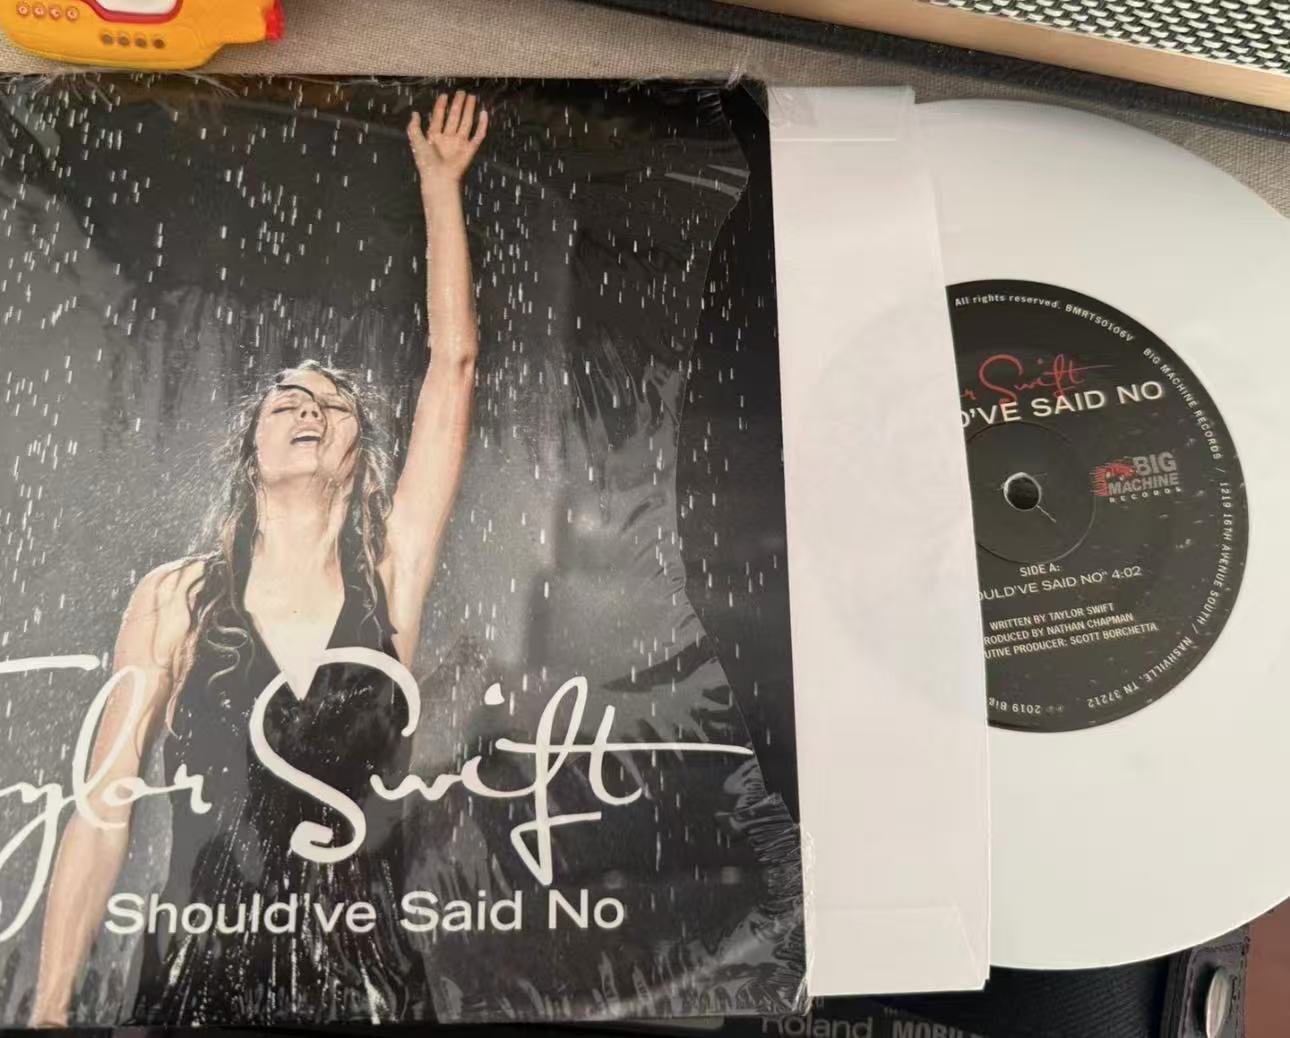 Taylor Swift
Should've Said No
All rights reserved. BMRTS0106V BIG MACHINE RECORDS / 1219 16TH AVENUE SOUTH / NASHVILLE, TN 37212
℗© 2019 Big
r Swift
D'VE SAID NO
BIG
MACHINE
RECORDS
SIDE A:
OULD'VE SAID NO" 4:02
WRITTEN BY TAYLOR SWIFT
RODUCED BY NATHAN CHAPMAN
UTIVE PRODUCER: SCOTT BORCHETTA
Roland